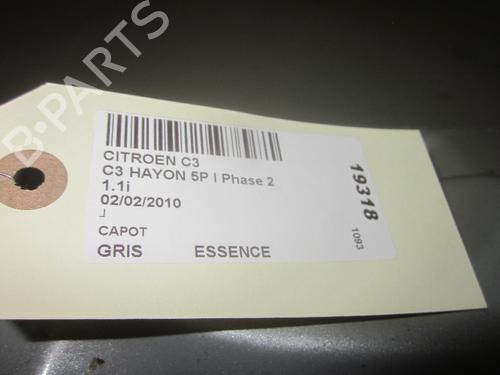 B-PARTS
CITROEN C3
C3 HAYON 5P I Phase 2
1.1i
02/02/2010
CAPOT
GRIS ESSENCE
19318
1093